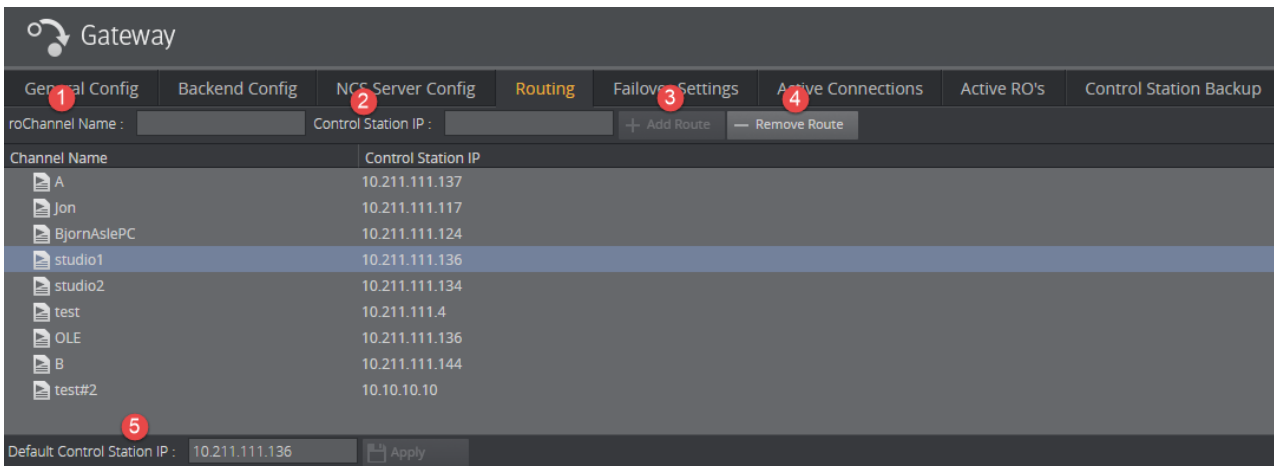 Gateway
General Config Backend Config NCS Server Config Routing Failover Settings Active Connections Active RO's Control Station Backup
1 2 3 4
roChannel Name : Control Station IP : + Add Route — Remove Route
Channel Name Control Station IP
A 10.211.111.137
Jon 10.211.111.117
BjornAslePC 10.211.111.124
studio1 10.211.111.136
studio2 10.211.111.134
test 10.211.111.4
OLE 10.211.111.136
B 10.211.111.144
test#2 10.10.10.10
5
Default Control Station IP : 10.211.111.136 Apply